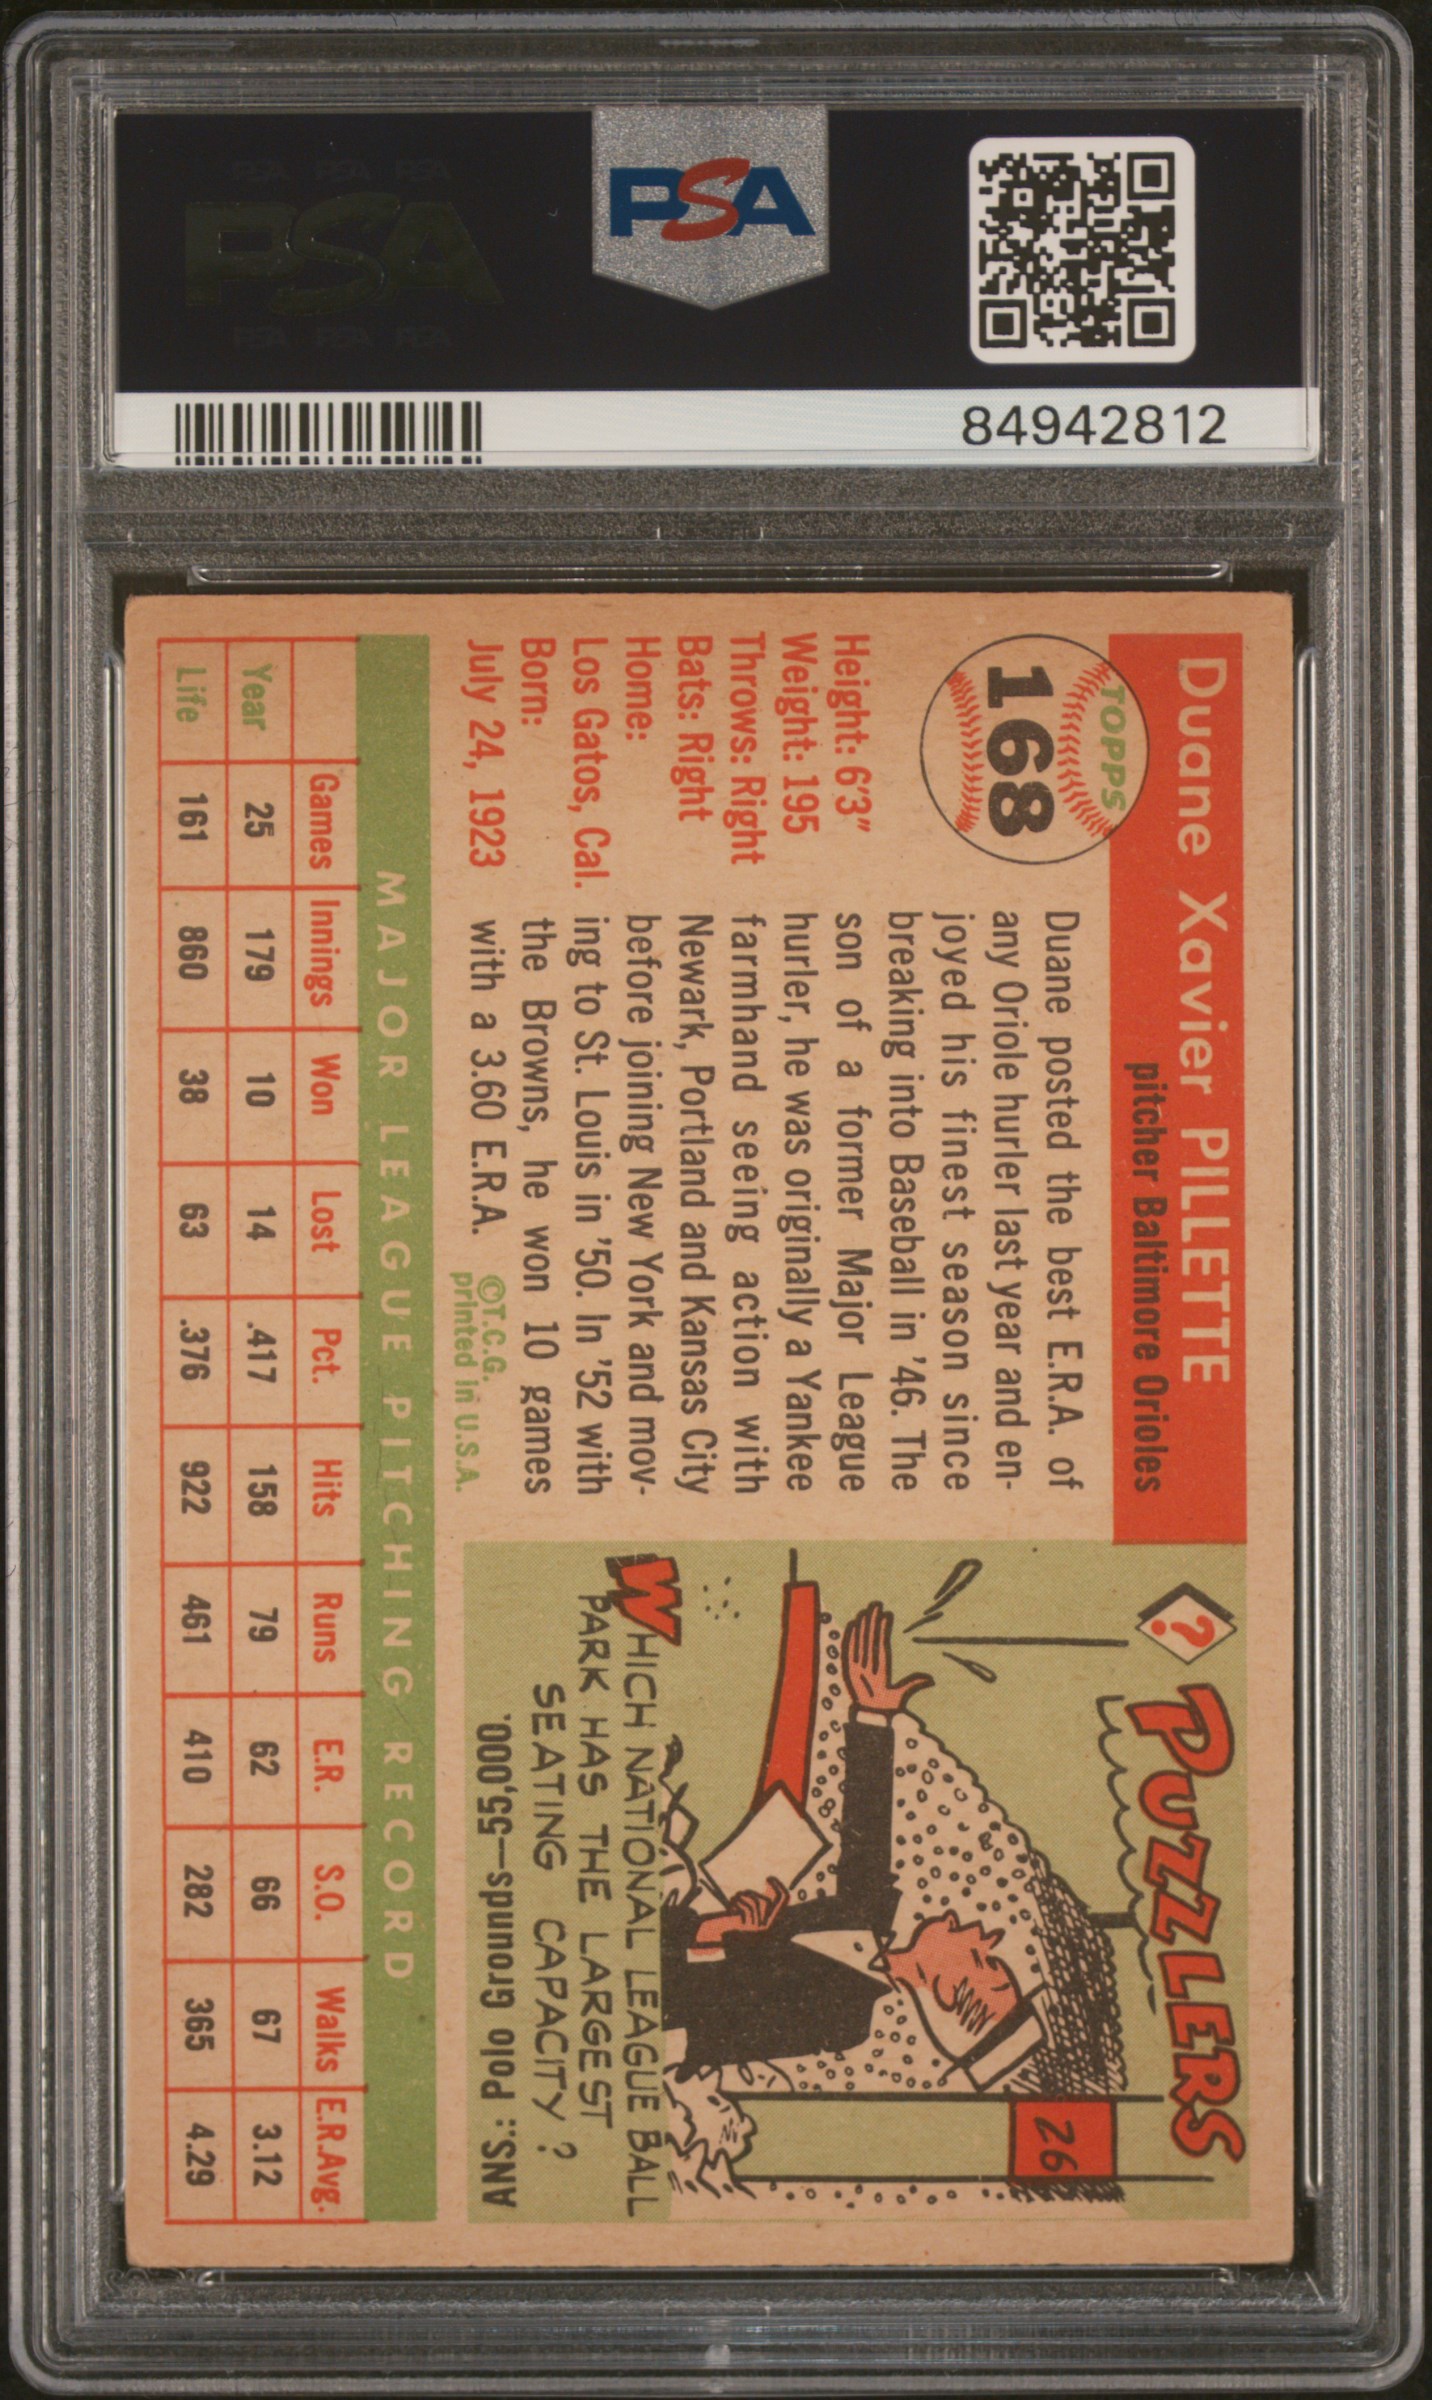 PSA PSA PSA
PSA
PSA PSA PSA
PSA
84942812
Duane Xavier PILLETTE
pitcher Baltimore Orioles
TOPPS
168
Height: 6'3"
Weight: 195
Throws: Right
Bats: Right
Home:
Los Gatos, Cal.
Born:
July 24, 1923
Duane posted the best E.R.A. of
any Oriole hurler last year and en-
joyed his finest season since
breaking into Baseball in '46. The
son of a former Major League
hurler, he was originally a Yankee
farmhand seeing action with
Newark, Portland and Kansas City
before joining New York and mov-
ing to St. Louis in '50. In '52 with
the Browns, he won 10 games
with a 3.60 E.R.A.
©T.C.G.
printed in U.S.A.
? PUZZLERS
26
WHICH NATIONAL LEAGUE BALL
PARK HAS THE LARGEST
SEATING CAPACITY?
ANS.: Polo Grounds—55,000.
MAJOR LEAGUE PITCHING RECORD
Games Innings Won Lost Pct. Hits Runs E.R. S.O. Walks E.R.Avg.
Year 25 179 10 14 .417 158 79 62 66 67 3.12
Life 161 860 38 63 .376 922 461 410 282 365 4.29